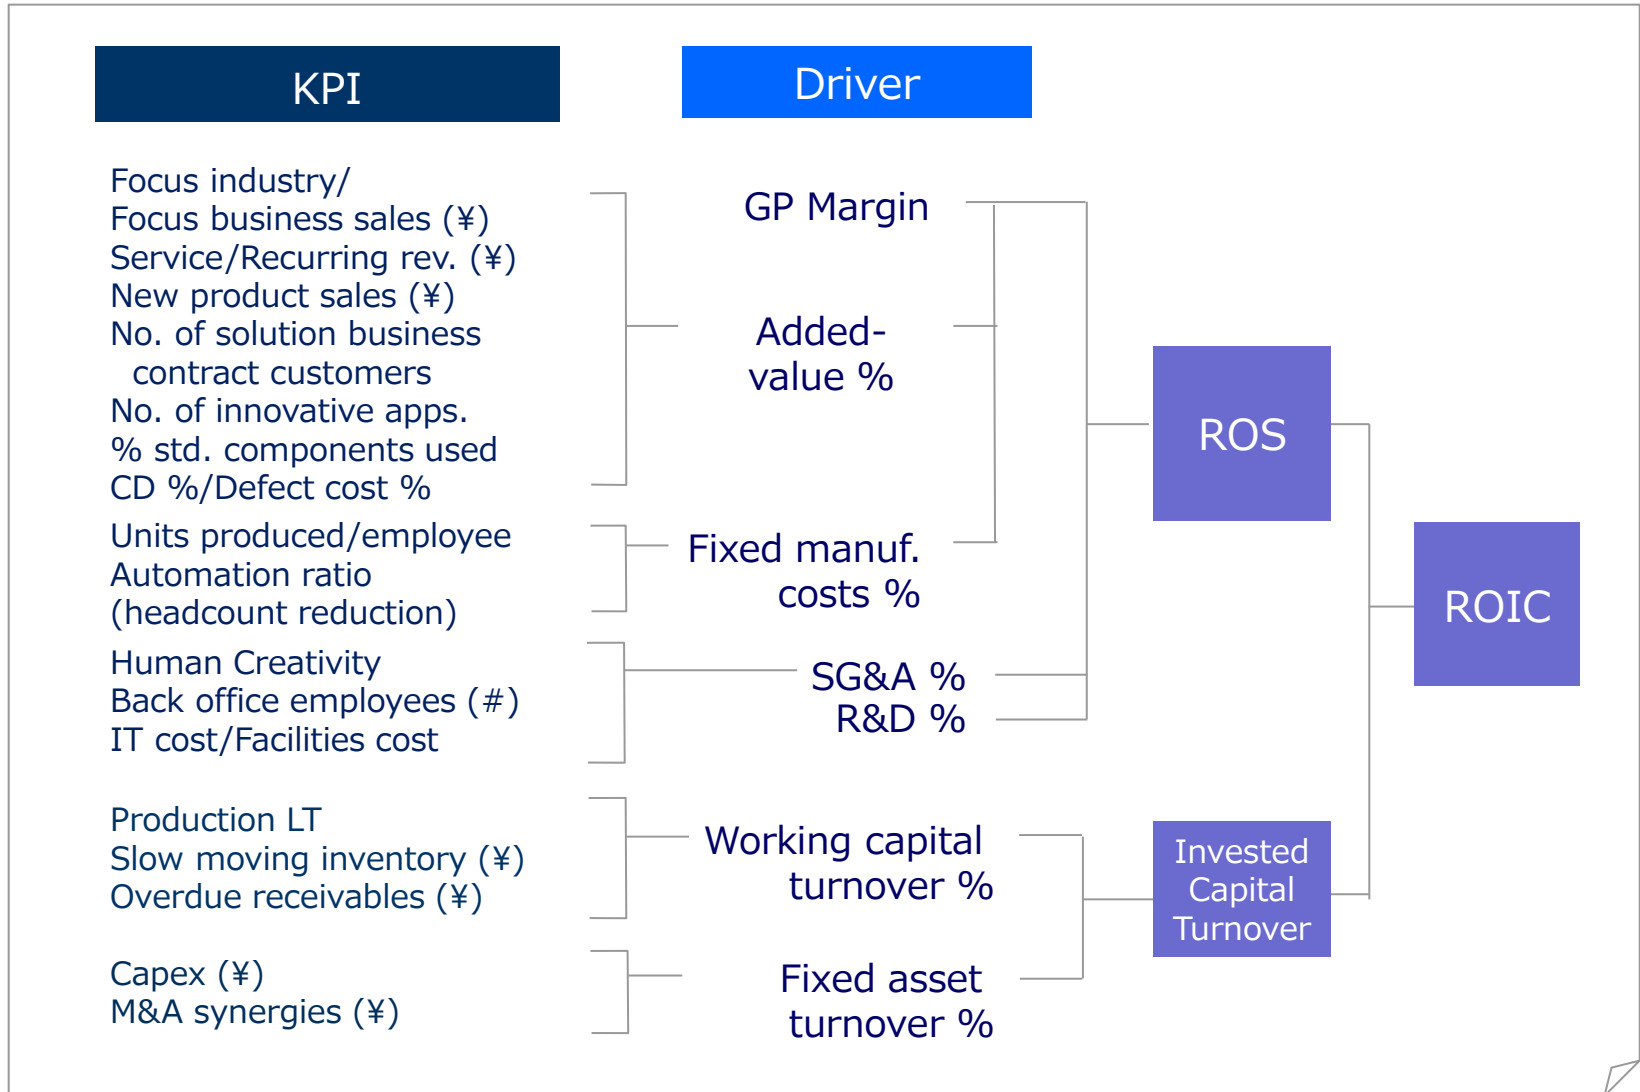 KPI
Driver
Focus industry/
Focus business sales (¥)
Service/Recurring rev. (¥)
New product sales (¥)
No. of solution business
contract customers
No. of innovative apps.
% std. components used
CD %/Defect cost %
Units produced/employee
Automation ratio
(headcount reduction)
Human Creativity
Back office employees (#)
IT cost/Facilities cost
Production LT
Slow moving inventory (¥)
Overdue receivables (¥)
Capex (¥)
M&A synergies (¥)
GP Margin
Added-
value %
Fixed manuf.
costs %
SG&A %
R&D %
Working capital
turnover %
Fixed asset
turnover %
ROS
Invested
Capital
Turnover
ROIC